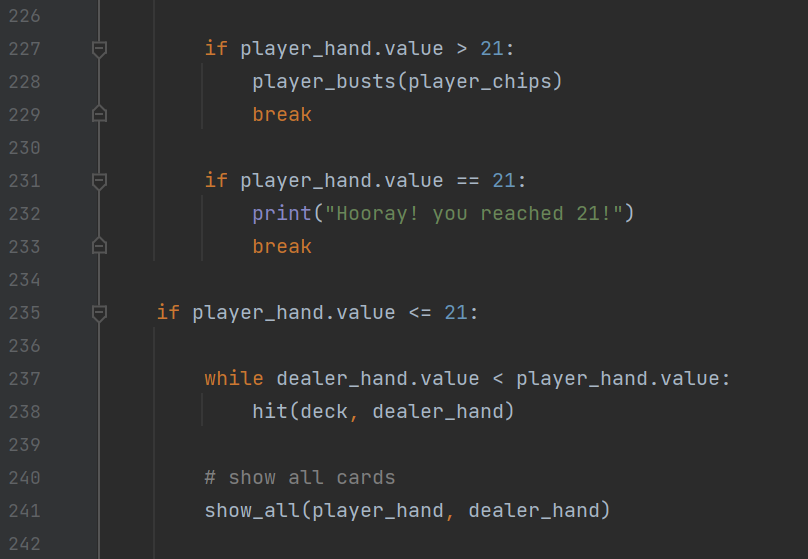 226
227 if player_hand.value > 21:
228 player_busts(player_chips)
229 break
230
231 if player_hand.value == 21:
232 print("Hooray! you reached 21!")
233 break
234
235 if player_hand.value <= 21:
236
237 while dealer_hand.value < player_hand.value:
238 hit(deck, dealer_hand)
239
240 # show all cards
241 show_all(player_hand, dealer_hand)
242